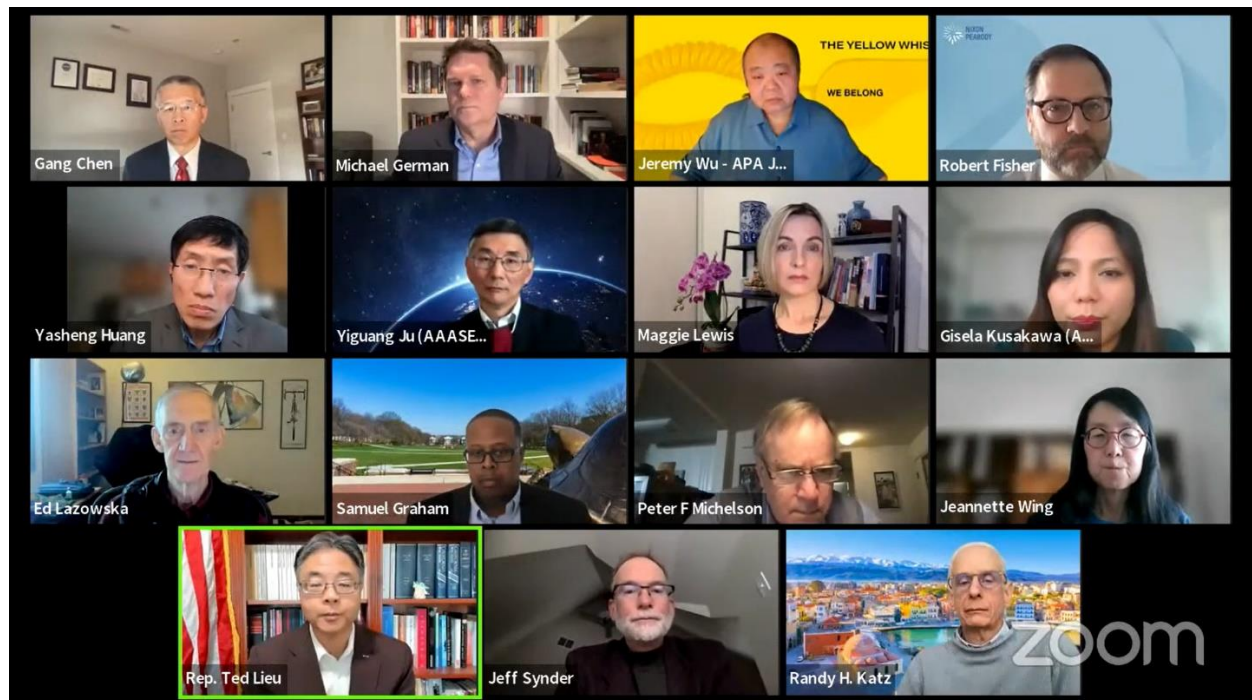 THE YELLOW WHIS
WE BELONG
NIXON
PEABODY
Gang Chen
Michael German
Jeremy Wu - APA J...
Robert Fisher
Yasheng Huang
Yiguang Ju (AAASE...
Maggie Lewis
Gisela Kusakawa (A...
Ed Lazowska
Samuel Graham
Peter F Michelson
Jeannette Wing
Rep. Ted Lieu
Jeff Synder
Randy H. Katz
zoom